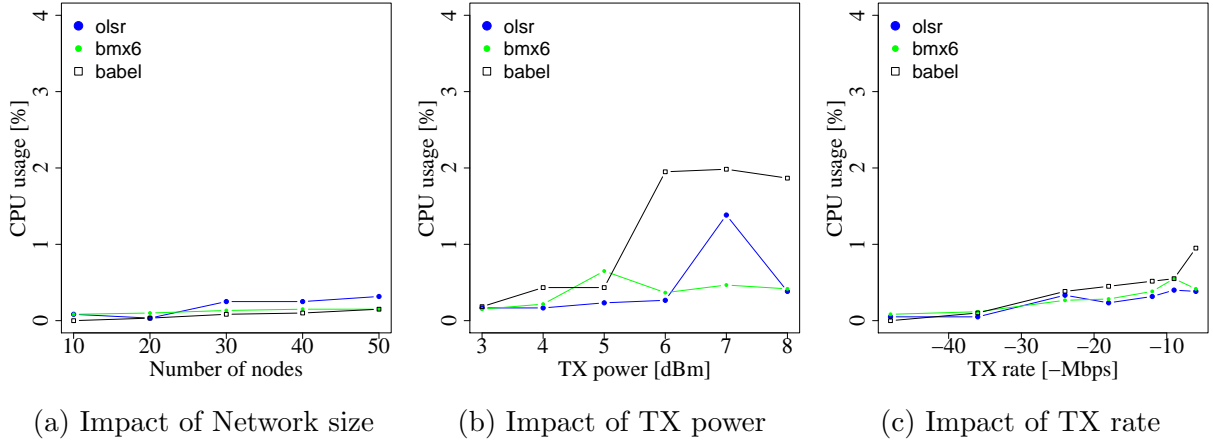 CPU usage [%]
0 1 2 3 4
olsr
bmx6
babel
10 20 30 40 50
Number of nodes
(a) Impact of Network size
CPU usage [%]
0 1 2 3 4
olsr
bmx6
babel
3 4 5 6 7 8
TX power [dBm]
(b) Impact of TX power
CPU usage [%]
0 1 2 3 4
olsr
bmx6
babel
−40 −30 −20 −10
TX rate [−Mbps]
(c) Impact of TX rate